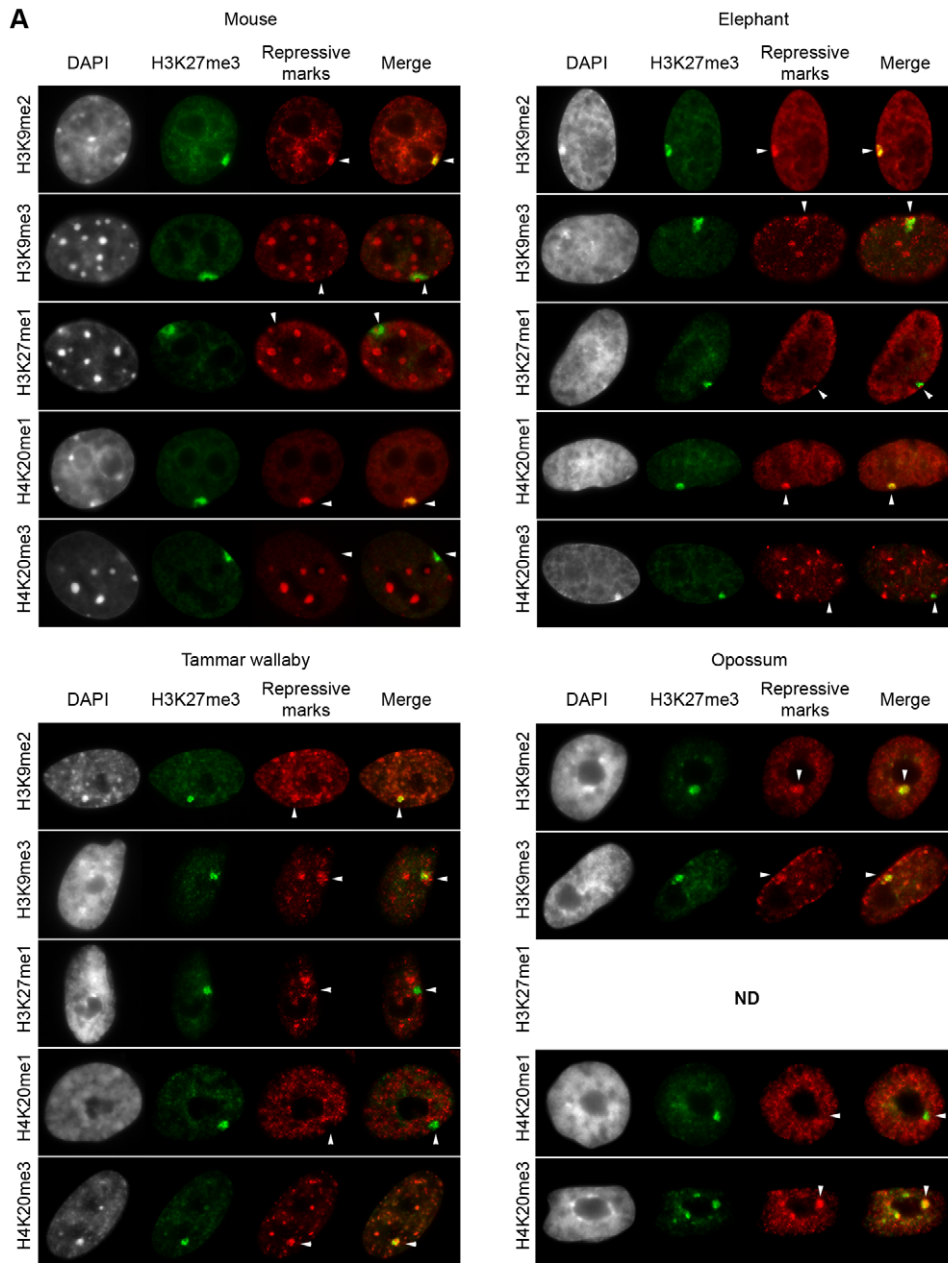 A
Mouse
DAPI H3K27me3 Repressive marks Merge
H3K9me2
H3K9me3
H3K27me1
H4K20me1
H4K20me3
Elephant
DAPI H3K27me3 Repressive marks Merge
H3K9me2
H3K9me3
H3K27me1
H4K20me1
H4K20me3
Tammar wallaby
DAPI H3K27me3 Repressive marks Merge
H3K9me2
H3K9me3
H3K27me1
H4K20me1
H4K20me3
Opossum
DAPI H3K27me3 Repressive marks Merge
H3K9me2
H3K9me3
H3K27me1
ND
H4K20me1
H4K20me3